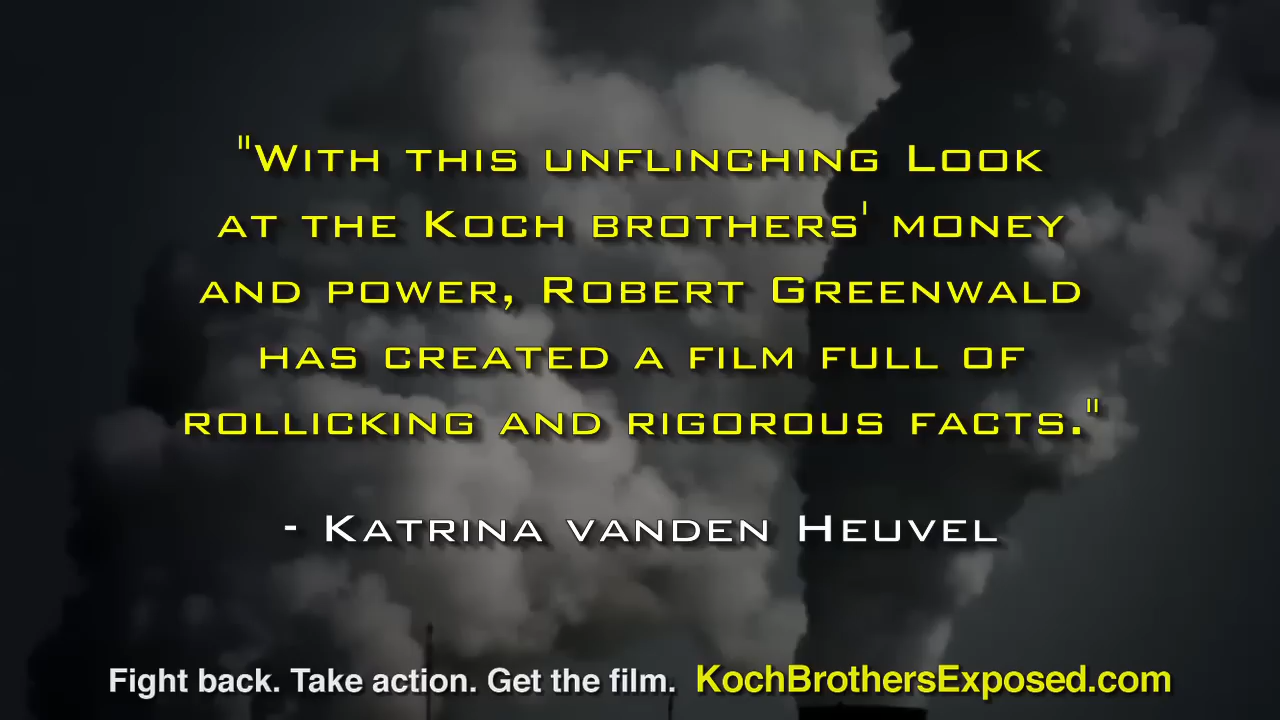 "With this unflinching Look
at the Koch brothers' money
and power, Robert Greenwald
has created a film full of
rollicking and rigorous facts."
- Katrina vanden Heuvel
Fight back. Take action. Get the film. KochBrothersExposed.com